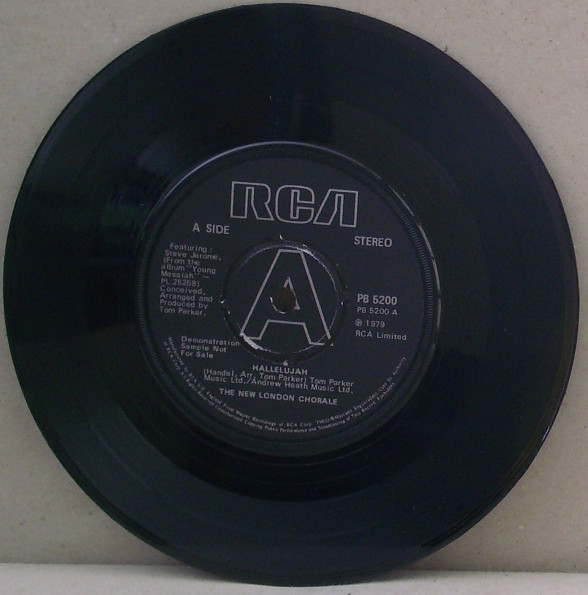 RCA
A SIDE
STEREO
Featuring:
Steve Jerome,
(From the
album "Young
Messiah" —
PL 25258)
Conceived,
Arranged and
Produced by
Tom Parker.
A
PB 5200
PB 5200 A
℗ 1979
RCA Limited
Demonstration
Sample Not
For Sale
HALLELUJAH
(Handel, Arr. Tom Parker) Tom Parker
Music Ltd./Andrew Heath Music Ltd.
THE NEW LONDON CHORALE